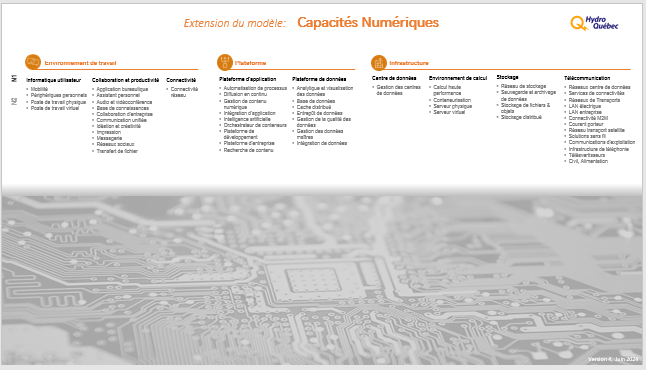 Extension du modèle: Capacités Numériques
Hydro
Québec
Environnement de travail
Plateforme
Infrastructure
N1
N2
Informatique utilisateur
• Mobilité
• Périphériques personnels
• Poste de travail physique
• Poste de travail virtuel
Collaboration et productivité
• Application bureautique
• Assistant personnel
• Audio et vidéoconférence
• Base de connaissances
• Collaboration d'entreprise
• Communication unifiée
• Idéation et créativité
• Impression
• Messagerie
• Réseaux sociaux
• Transfert de fichier
Connectivité
• Connectivité
réseau
Plateforme d'application
• Automatisation de processus
• Diffusion en continu
• Gestion de contenu
numérique
• Intégration d'application
• Intelligence artificielle
• Orchestrateur de conteneurs
• Plateforme de
développement
• Plateforme d'entreprise
• Recherche de contenu
Plateforme de données
• Analytique et visualisation
des données
• Base de données
• Cache distribué
• Entrepôt de données
• Gestion de la qualité des
données
• Gestion des données
maîtres
• Intégration de données
Centre de données
• Gestion des centres
de données
Environnement de calcul
• Calcul haute
performance
• Conteneurisation
• Serveur physique
• Serveur virtuel
Stockage
• Réseau de stockage
• Sauvegarde et archivage
de données
• Stockage de fichiers &
objets
• Stockage distribué
Télécommunication
• Réseaux centre de données
• Services de connectivités
• Réseaux de Transports
• LAN électrique
• LAN entreprise
• Connectivité M2M
• Courant porteur
• Réseau transport satellite
• Solutions sans fil
• Communications d'exploitation
• Infrastructure de téléphonie
• Téléavertisseurs
• Civil, Alimentation